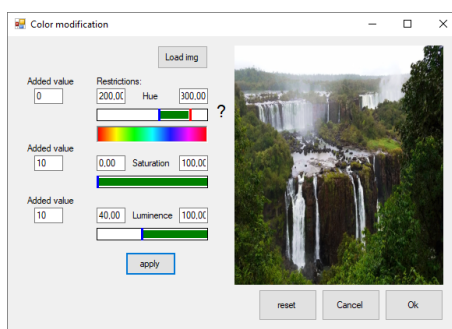 Color modification
Load img
Added value Restrictions:
0 200,00 Hue 300,00
?
Added value
10 0,00 Saturation 100,00
Added value
10 40,00 Luminence 100,00
apply
reset Cancel Ok